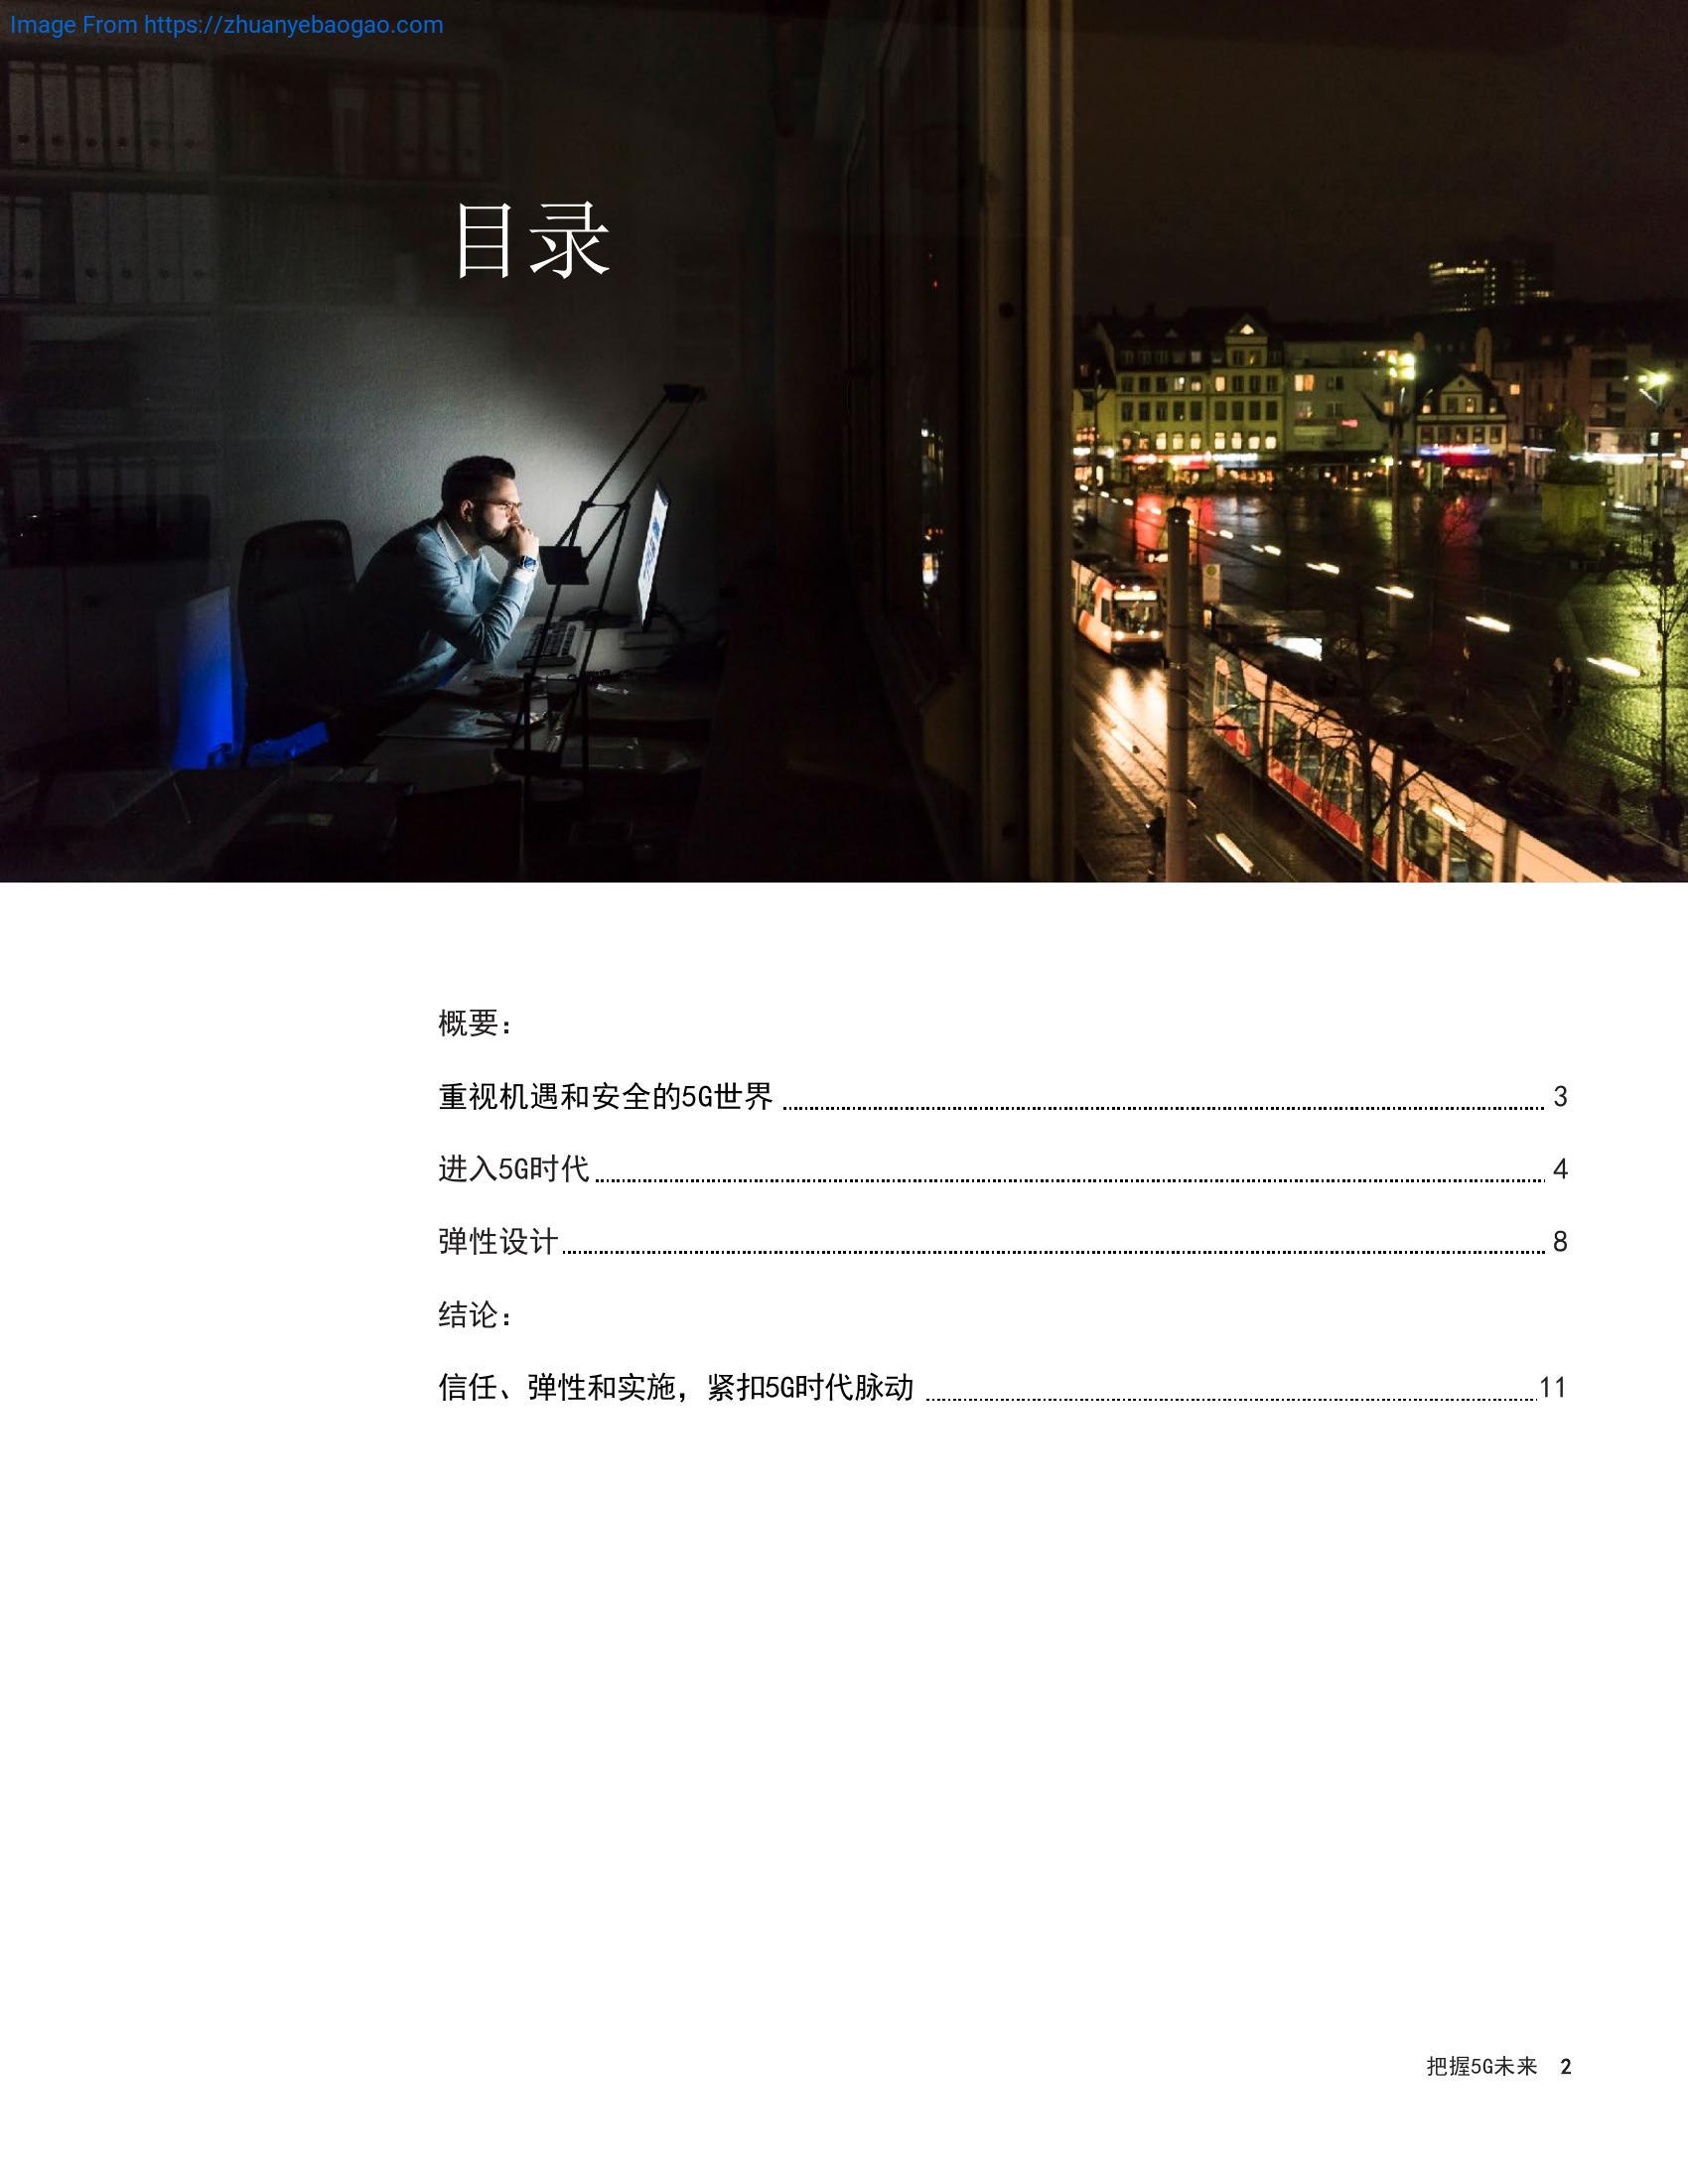 Image From https://zhuanyebaogao.com
目录
概要：
重视机遇和安全的5G世界 3
进入5G时代 4
弹性设计 8
结论：
信任、弹性和实施，紧扣5G时代脉动 11
把握5G未来 2